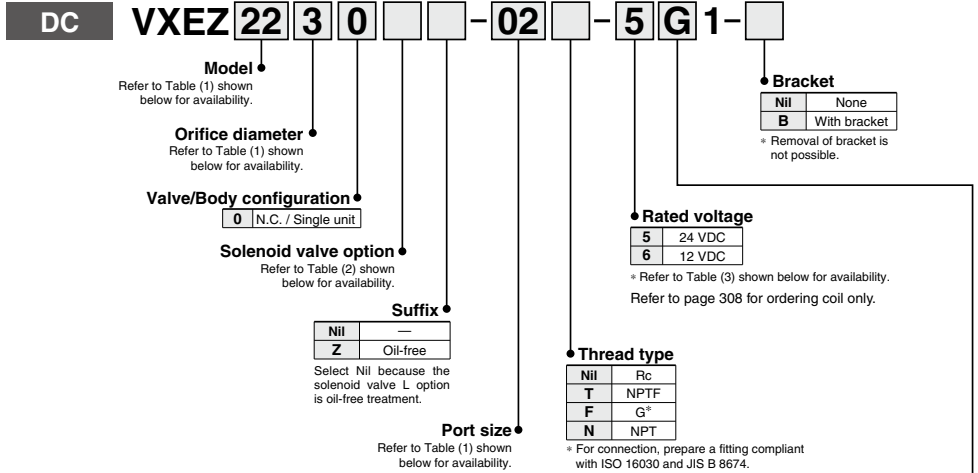 DC
VXEZ 22 3 0 - 02 - 5 G 1-
Model
Refer to Table (1) shown
below for availability.
Orifice diameter
Refer to Table (1) shown
below for availability.
Valve/Body configuration
0 N.C. / Single unit
Solenoid valve option
Refer to Table (2) shown
below for availability.
Suffix
Nil —
Z Oil-free
Select Nil because the
solenoid valve L option
is oil-free treatment.
Port size
Refer to Table (1) shown
below for availability.
Bracket
Nil None
B With bracket
* Removal of bracket is
not possible.
Rated voltage
5 24 VDC
6 12 VDC
* Refer to Table (3) shown below for availability.
Refer to page 308 for ordering coil only.
Thread type
Nil Rc
T NPTF
F G*
N NPT
* For connection, prepare a fitting compliant
with ISO 16030 and JIS B 8674.